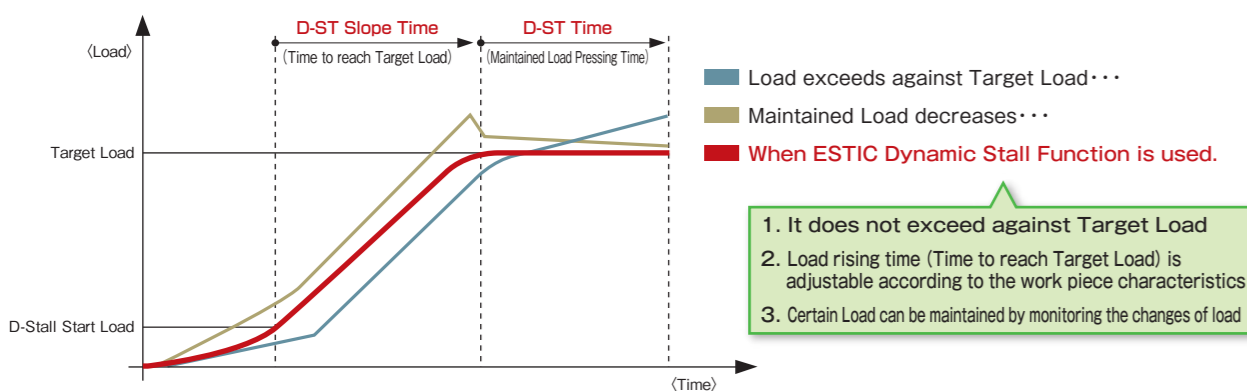 〈Load〉
D-ST Slope Time
(Time to reach Target Load)
D-ST Time
(Maintained Load Pressing Time)
Target Load
D-Stall Start Load
〈Time〉
Load exceeds against Target Load･･･
Maintained Load decreases･･･
When ESTIC Dynamic Stall Function is used.
1. It does not exceed against Target Load
2. Load rising time (Time to reach Target Load) is
adjustable according to the work piece characteristics
3. Certain Load can be maintained by monitoring the changes of load